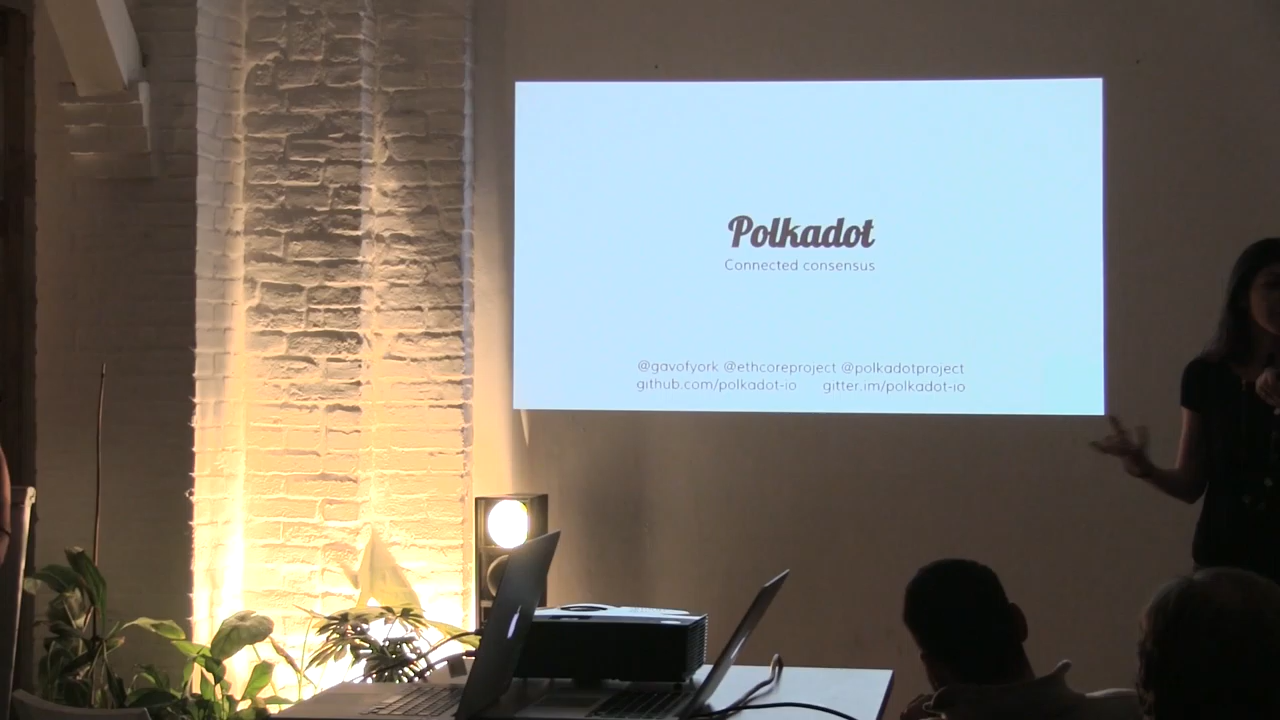 Polkadot
Connected consensus
@gavofyork @ethcoreproject @polkadotproject
github.com/polkadot-io gitter.im/polkadot-io